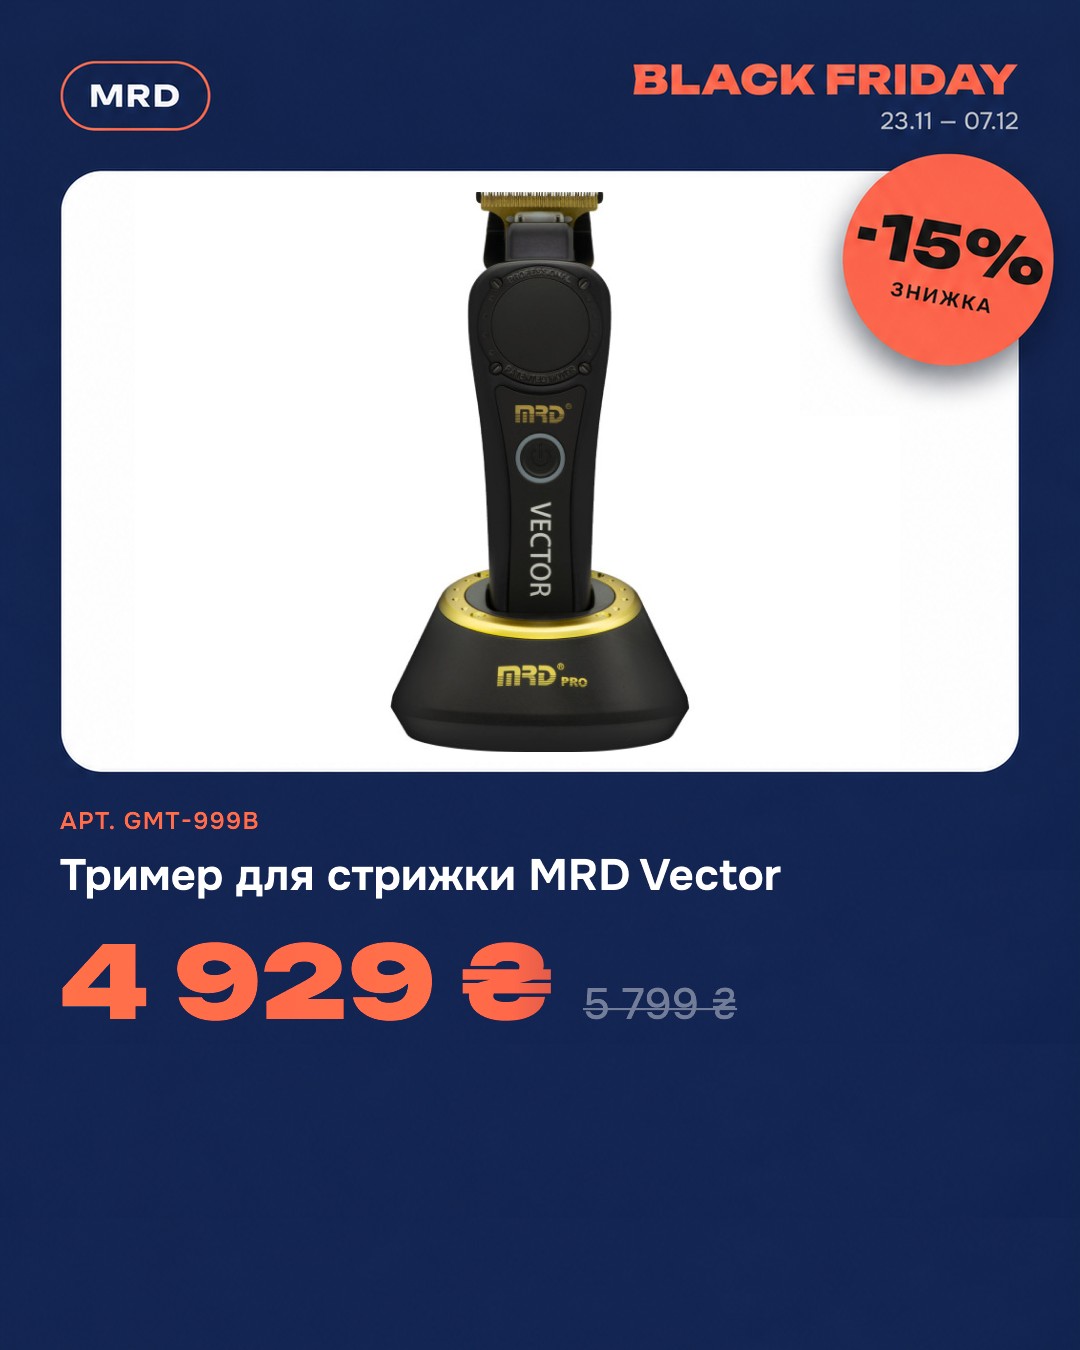 MRD
BLACK FRIDAY
23.11 – 07.12
-15%
ЗНИЖКА
MRD®
VECTOR
MRD® PRO
АРТ. GMT-999B
Тример для стрижки MRD Vector
4 929 ₴ 5 799 ₴